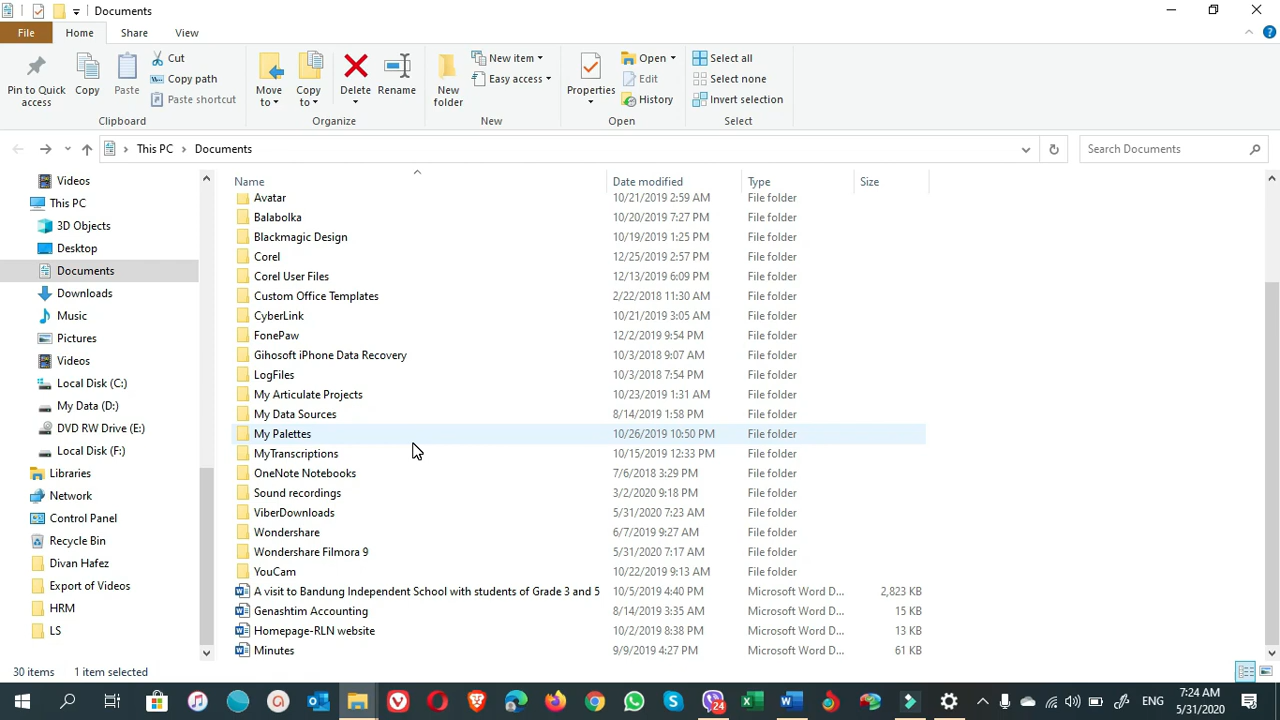 Documents
File Home Share View
Pin to Quick access
Copy
Paste
Cut
Copy path
Paste shortcut
Clipboard
Move to
Copy to
Delete
Rename
Organize
New folder
New item
Easy access
New
Properties
Open
Edit
History
Open
Select all
Select none
Invert selection
Select
This PC Documents
Search Documents
Videos
This PC
3D Objects
Desktop
Documents
Downloads
Music
Pictures
Videos
Local Disk (C:)
My Data (D:)
DVD RW Drive (E:)
Local Disk (F:)
Libraries
Network
Control Panel
Recycle Bin
Divan Hafez
Export of Videos
HRM
LS
Name Date modified Type Size
Avatar 10/21/2019 2:59 AM File folder
Balabolka 10/20/2019 7:27 PM File folder
Blackmagic Design 10/19/2019 1:25 PM File folder
Corel 12/25/2019 2:57 PM File folder
Corel User Files 12/13/2019 6:09 PM File folder
Custom Office Templates 2/22/2018 11:30 AM File folder
CyberLink 10/21/2019 3:05 AM File folder
FonePaw 12/2/2019 9:54 PM File folder
Gihosoft iPhone Data Recovery 10/3/2018 9:07 AM File folder
LogFiles 10/3/2018 7:54 PM File folder
My Articulate Projects 10/23/2019 1:31 AM File folder
My Data Sources 8/14/2019 1:58 PM File folder
My Palettes 10/26/2019 10:50 PM File folder
MyTranscriptions 10/15/2019 12:33 PM File folder
OneNote Notebooks 7/6/2018 3:29 PM File folder
Sound recordings 3/2/2020 9:18 PM File folder
ViberDownloads 5/31/2020 7:23 AM File folder
Wondershare 6/7/2019 9:27 AM File folder
Wondershare Filmora 9 5/31/2020 7:17 AM File folder
YouCam 10/22/2019 9:13 AM File folder
A visit to Bandung Independent School with students of Grade 3 and 5 10/5/2019 4:40 PM Microsoft Word D... 2,823 KB
Genashtim Accounting 8/14/2019 3:35 AM Microsoft Word D... 15 KB
Homepage-RLN website 10/2/2019 8:38 PM Microsoft Word D... 13 KB
Minutes 9/9/2019 4:27 PM Microsoft Word D... 61 KB
30 items 1 item selected
24
ENG
7:24 AM
5/31/2020